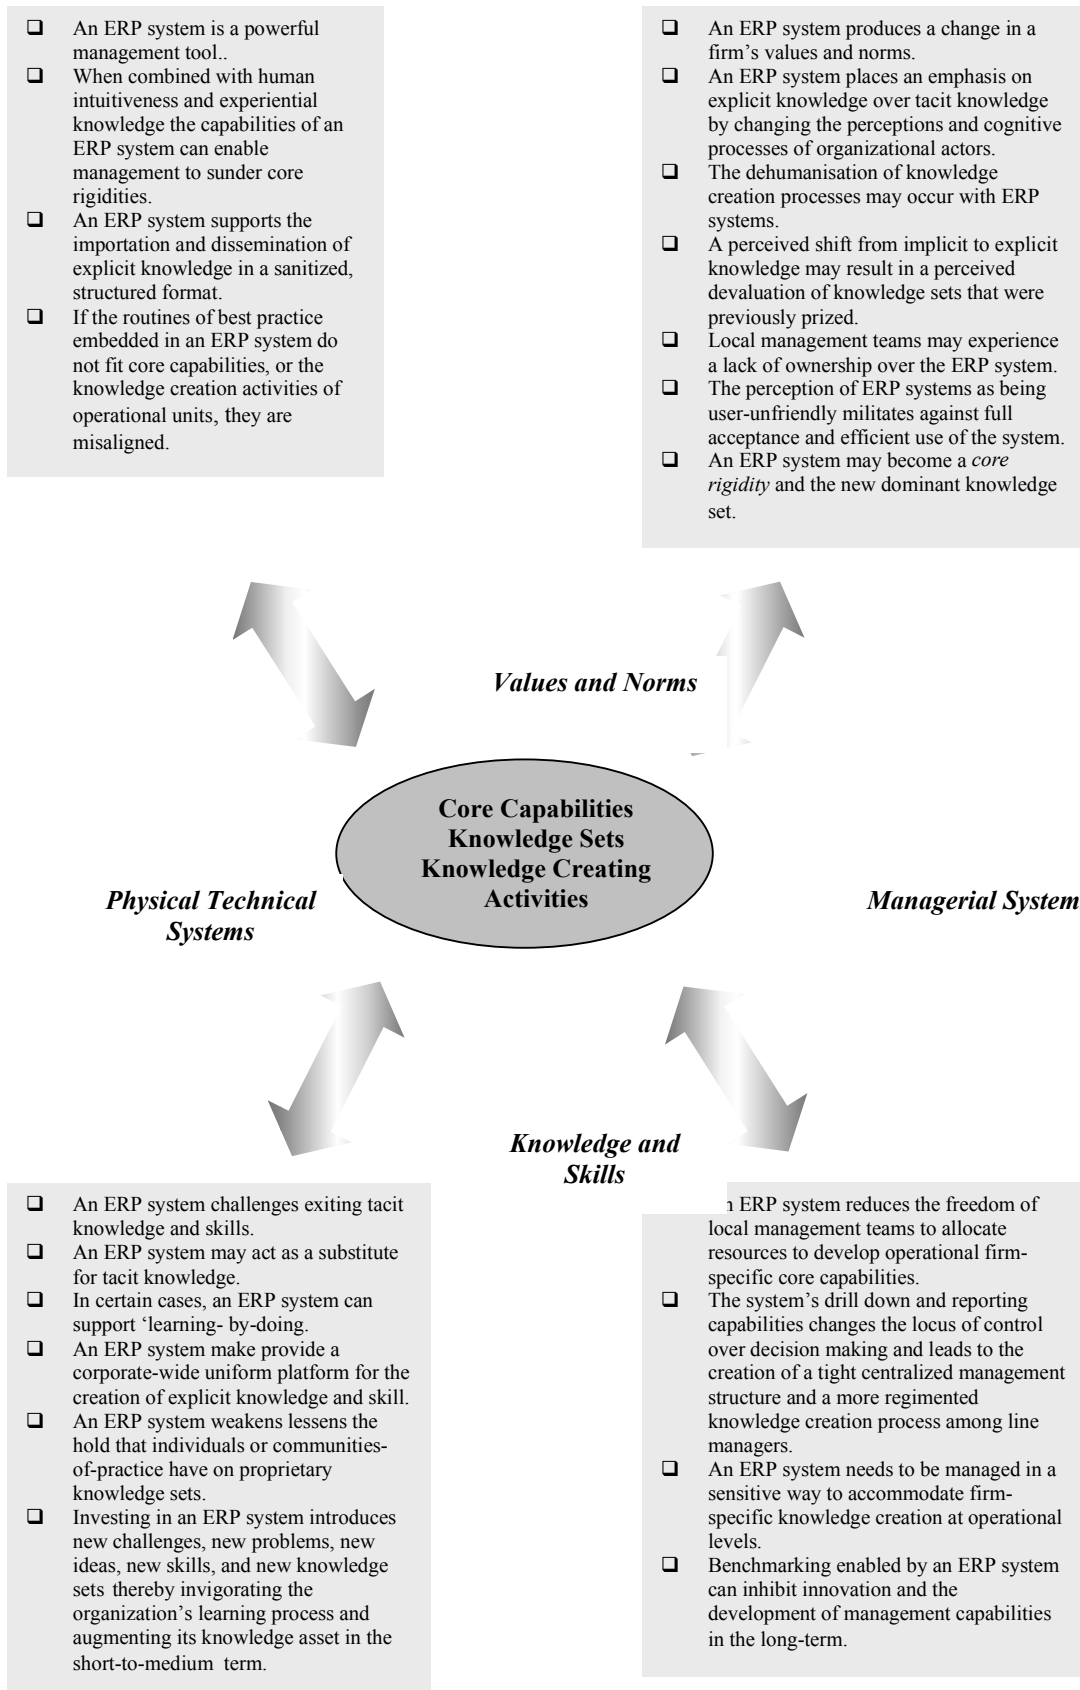 ❑ An ERP system is a powerful
management tool..
❑ When combined with human
intuitiveness and experiential
knowledge the capabilities of an
ERP system can enable
management to sunder core
rigidities.
❑ An ERP system supports the
importation and dissemination of
explicit knowledge in a sanitized,
structured format.
❑ If the routines of best practice
embedded in an ERP system do
not fit core capabilities, or the
knowledge creation activities of
operational units, they are
misaligned.
❑ An ERP system produces a change in a
firm’s values and norms.
❑ An ERP system places an emphasis on
explicit knowledge over tacit knowledge
by changing the perceptions and cognitive
processes of organizational actors.
❑ The dehumanisation of knowledge
creation processes may occur with ERP
systems.
❑ A perceived shift from implicit to explicit
knowledge may result in a perceived
devaluation of knowledge sets that were
previously prized.
❑ Local management teams may experience
a lack of ownership over the ERP system.
❑ The perception of ERP systems as being
user-unfriendly militates against full
acceptance and efficient use of the system.
❑ An ERP system may become a core
rigidity and the new dominant knowledge
set.
Values and Norms
Core Capabilities
Knowledge Sets
Knowledge Creating
Activities
Physical Technical
Systems
Managerial System
Knowledge and
Skills
❑ An ERP system challenges exiting tacit
knowledge and skills.
❑ An ERP system may act as a substitute
for tacit knowledge.
❑ In certain cases, an ERP system can
support ‘learning- by-doing.
❑ An ERP system make provide a
corporate-wide uniform platform for the
creation of explicit knowledge and skill.
❑ An ERP system weakens lessens the
hold that individuals or communities-
of-practice have on proprietary
knowledge sets.
❑ Investing in an ERP system introduces
new challenges, new problems, new
ideas, new skills, and new knowledge
sets thereby invigorating the
organization’s learning process and
augmenting its knowledge asset in the
short-to-medium term.
ERP system reduces the freedom of
local management teams to allocate
resources to develop operational firm-
specific core capabilities.
❑ The system’s drill down and reporting
capabilities changes the locus of control
over decision making and leads to the
creation of a tight centralized management
structure and a more regimented
knowledge creation process among line
managers.
❑ An ERP system needs to be managed in a
sensitive way to accommodate firm-
specific knowledge creation at operational
levels.
❑ Benchmarking enabled by an ERP system
can inhibit innovation and the
development of management capabilities
in the long-term.